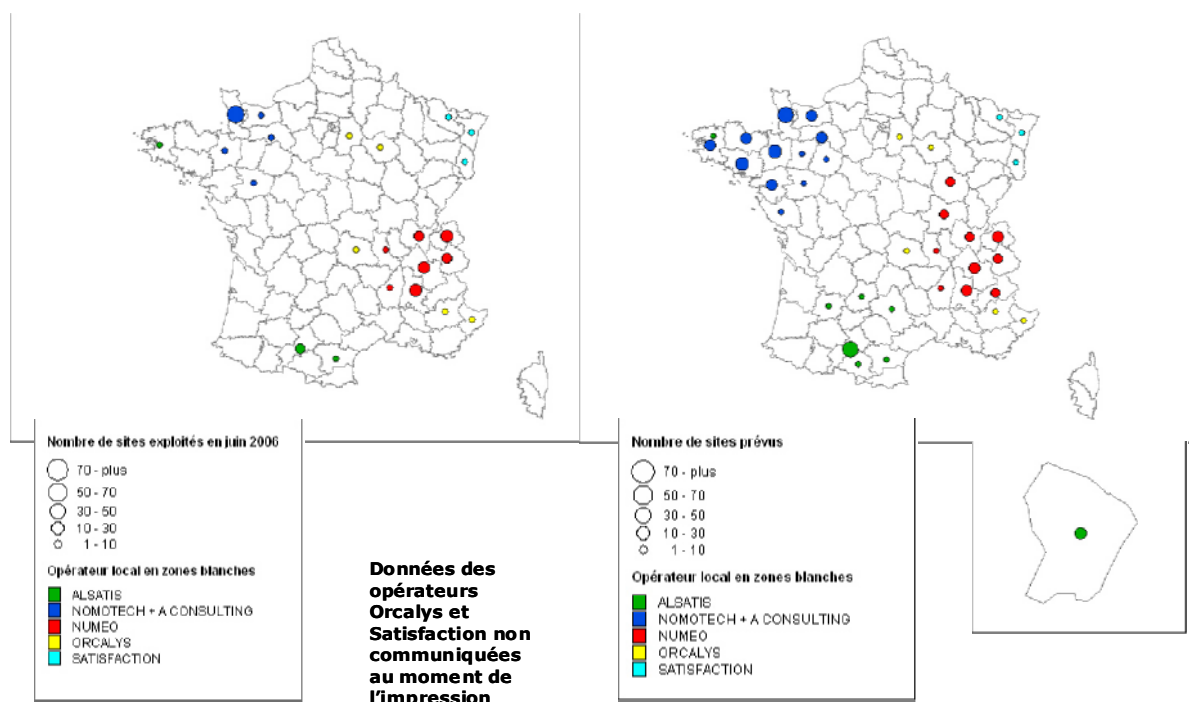 Nombre de sites exploités en juin 2006
70 - plus
50 - 70
30 - 50
10 - 30
1 - 10
Opérateur local en zones blanches
ALSATIS
NOMOTECH + A CONSULTING
NUMEO
ORCALYS
SATISFACTION
Données des
opérateurs
Orcalys et
Satisfaction non
communiquées
au moment de
l'impression
Nombre de sites prévus
70 - plus
50 - 70
30 - 50
10 - 30
1 - 10
Opérateur local en zones blanches
ALSATIS
NOMOTECH + A CONSULTING
NUMEO
ORCALYS
SATISFACTION